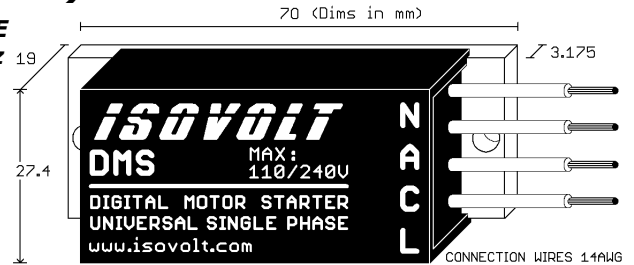 70 (Dims in mm)
E
z
19
3.175
27.4
ISOVOLT
DMS
MAX:
110/240V
DIGITAL MOTOR STARTER
UNIVERSAL SINGLE PHASE
www.isovolt.com
N
A
C
L
CONNECTION WIRES 14AWG